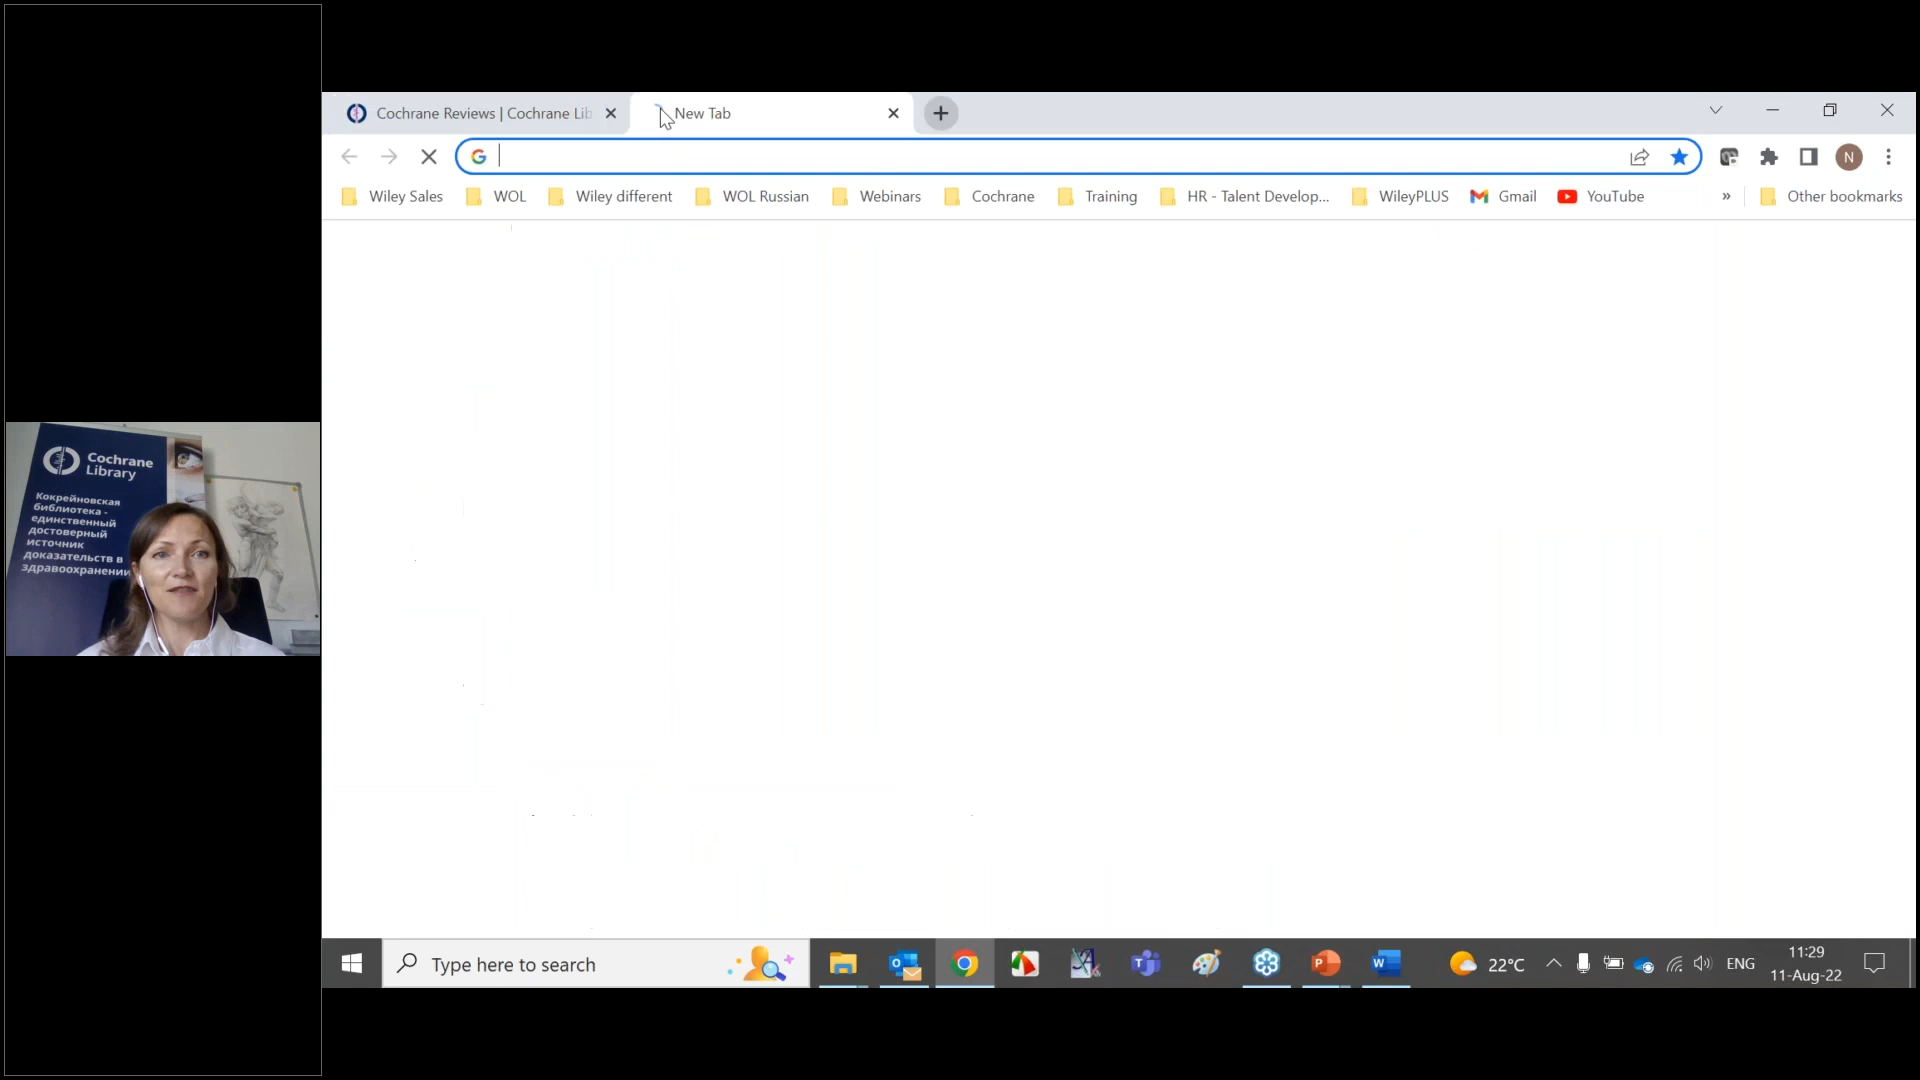 Cochrane Reviews | Cochrane Lib
New Tab
Wiley Sales
WOL
Wiley different
WOL Russian
Webinars
Cochrane
Training
HR - Talent Develop...
WileyPLUS
Gmail
YouTube
»
Other bookmarks
N
Cochrane
Library
Кокрейновская
библиотека -
единственный
достоверный
источник
доказательств в
здравоохранении
Type here to search
22°C
ENG
11:29
11-Aug-22